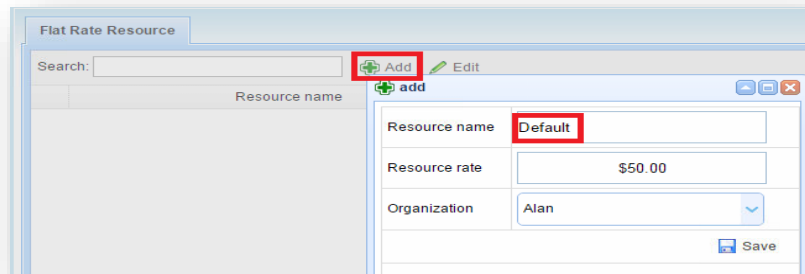 Flat Rate Resource
Search: Add Edit
Resource name
add
Resource name Default
Resource rate $50.00
Organization Alan
Save